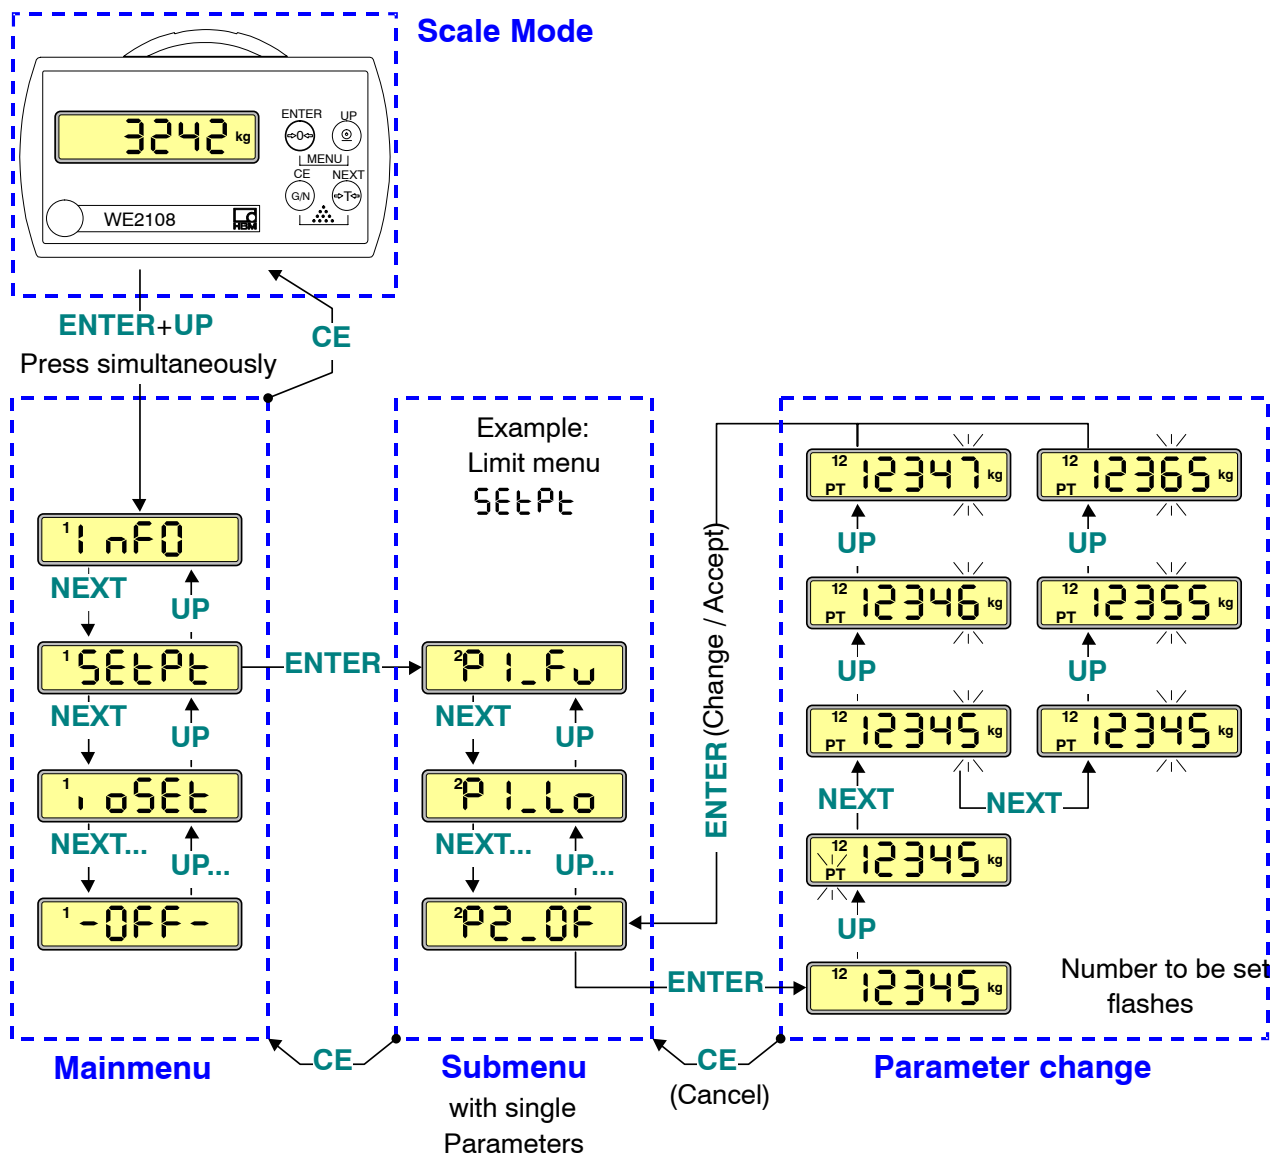 Scale Mode
3242 kg
ENTER
UP
0
MENU
CE
NEXT
G/N
T
WE2108
HBM
ENTER+UP
Press simultaneously
CE
Example:
Limit menu
SEtPt
1 InFO
NEXT
UP
1 SEtPt
NEXT
UP
1 ioSEt
NEXT...
UP...
1 -OFF-
ENTER
2 P1_Fu
NEXT
UP
2 P1_Lo
NEXT...
UP...
2 P2_OF
ENTER
ENTER (Change / Accept)
12 PT 12347 kg
12 PT 12365 kg
UP
UP
12 PT 12346 kg
12 PT 12355 kg
UP
UP
12 PT 12345 kg
12 PT 12345 kg
NEXT
NEXT
12 PT 12345 kg
UP
12 12345 kg
Number to be set
flashes
CE
CE
(Cancel)
Mainmenu
Submenu
with single
Parameters
Parameter change